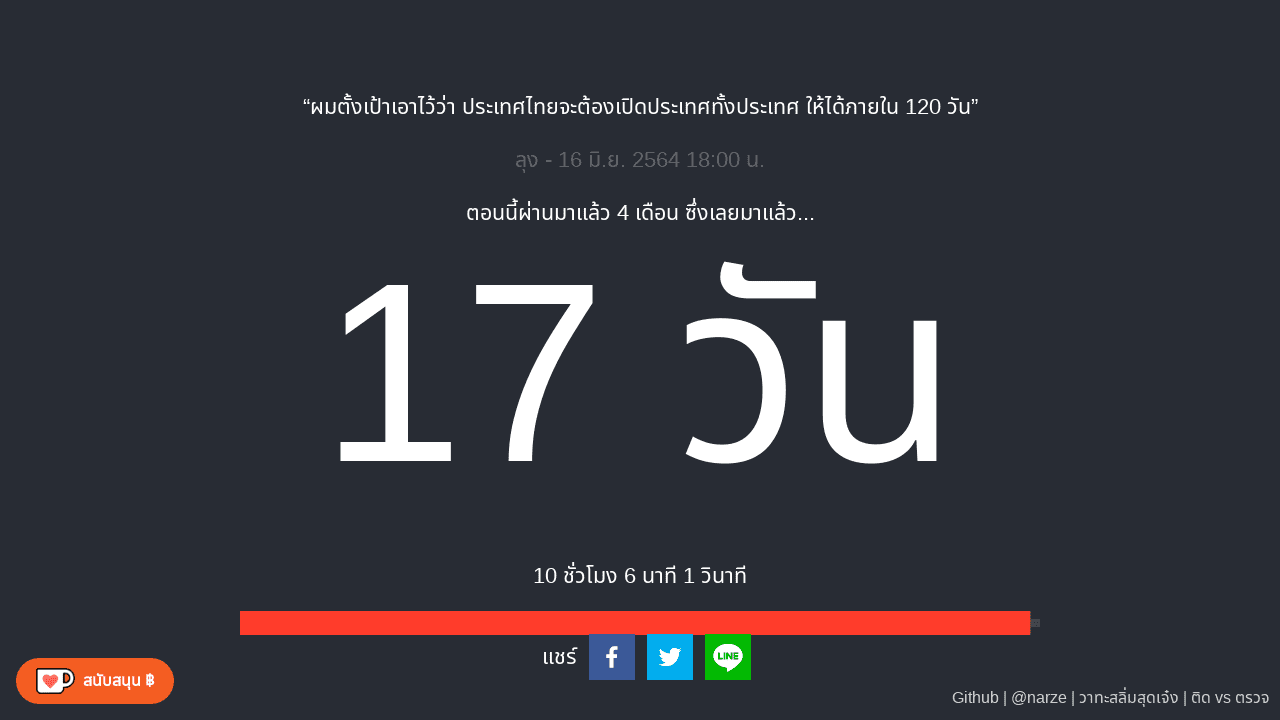 “ผมตั้งเป้าเอาไว้ว่า ประเทศไทยจะต้องเปิดประเทศทั้งประเทศ ให้ได้ภายใน 120 วัน”
ลุง - 16 มิ.ย. 2564 18:00 น.
ตอนนี้ผ่านมาแล้ว 4 เดือน ซึ่งเลยมาแล้ว...
17 วัน
10 ชั่วโมง 6 นาที 1 วินาที
แชร์
LINE
สนับสนุน ฿
Github | @narze | วาทะสลิ่มสุดเจ๋ง | ติด vs ตรวจ